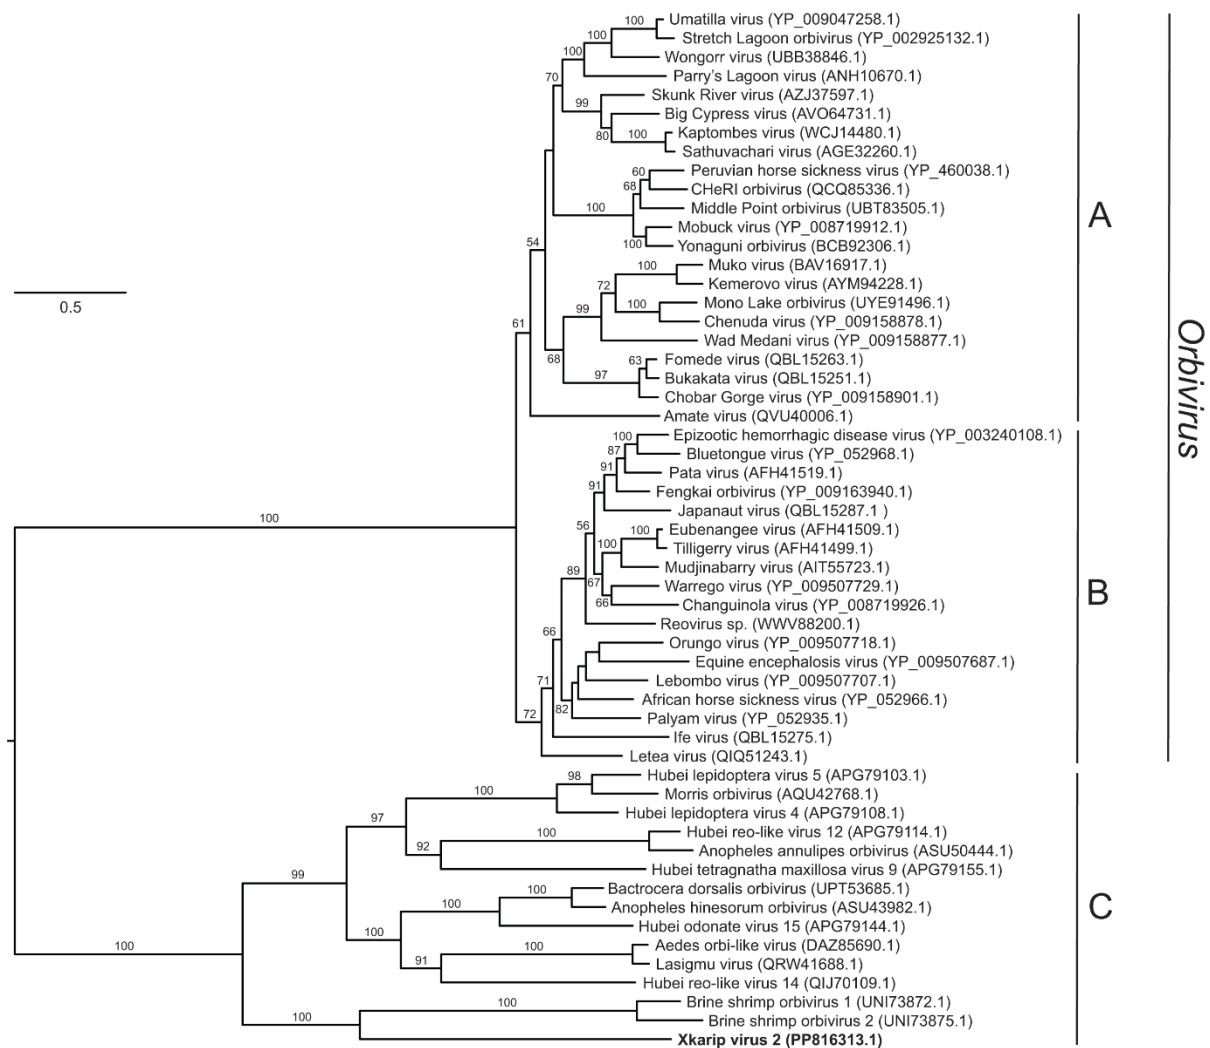 100
Umatilla virus (YP_009047258.1)
Stretch Lagoon orbivirus (YP_002925132.1)
100
Wongorr virus (UBB38846.1)
100
Parry's Lagoon virus (ANH10670.1)
70
Skunk River virus (AZJ37597.1)
99
Big Cypress virus (AVO64731.1)
80
100
Kaptombes virus (WCJ14480.1)
Sathuvachari virus (AGE32260.1)
60
Peruvian horse sickness virus (YP_460038.1)
68
CHeRI orbivirus (QCQ85336.1)
100
Middle Point orbivirus (UBT83505.1)
A
Mobuck virus (YP_008719912.1)
100
Yonaguni orbivirus (BCB92306.1)
54
100
Muko virus (BAV16917.1)
Kemerovo virus (AYM94228.1)
72
0.5
100
Mono Lake orbivirus (UYE91496.1)
99
Chenuda virus (YP_009158878.1)
61
Wad Medani virus (YP_009158877.1)
68
63
Fomede virus (QBL15263.1)
97
Bukakata virus (QBL15251.1)
Chobar Gorge virus (YP_009158901.1)
Orbivirus
Amate virus (QVU40006.1)
100
Epizootic hemorrhagic disease virus (YP_003240108.1)
87
Bluetongue virus (YP_052968.1)
91
Pata virus (AFH41519.1)
91
Fengkai orbivirus (YP_009163940.1)
Japanaut virus (QBL15287.1 )
100
56
100
Eubenangee virus (AFH41509.1)
Tilligerry virus (AFH41499.1)
100
Mudjinabarry virus (AIT55723.1)
89
67
Warrego virus (YP_009507729.1)
66
Changuinola virus (YP_008719926.1)
B
Reovirus sp. (WWV88200.1)
66
Orungo virus (YP_009507718.1)
Equine encephalosis virus (YP_009507687.1)
71
Lebombo virus (YP_009507707.1)
82
African horse sickness virus (YP_052966.1)
72
Palyam virus (YP_052935.1)
Ife virus (QBL15275.1)
Letea virus (QIQ51243.1)
98
Hubei lepidoptera virus 5 (APG79103.1)
100
Morris orbivirus (AQU42768.1)
Hubei lepidoptera virus 4 (APG79108.1)
97
100
Hubei reo-like virus 12 (APG79114.1)
92
Anopheles annulipes orbivirus (ASU50444.1)
Hubei tetragnatha maxillosa virus 9 (APG79155.1)
99
100
Bactrocera dorsalis orbivirus (UPT53685.1)
100
Anopheles hinesorum orbivirus (ASU43982.1)
C
Hubei odonate virus 15 (APG79144.1)
100
100
Aedes orbi-like virus (DAZ85690.1)
100
91
Lasigmu virus (QRW41688.1)
Hubei reo-like virus 14 (QIJ70109.1)
100
Brine shrimp orbivirus 1 (UNI73872.1)
100
Brine shrimp orbivirus 2 (UNI73875.1)
Xkarip virus 2 (PP816313.1)